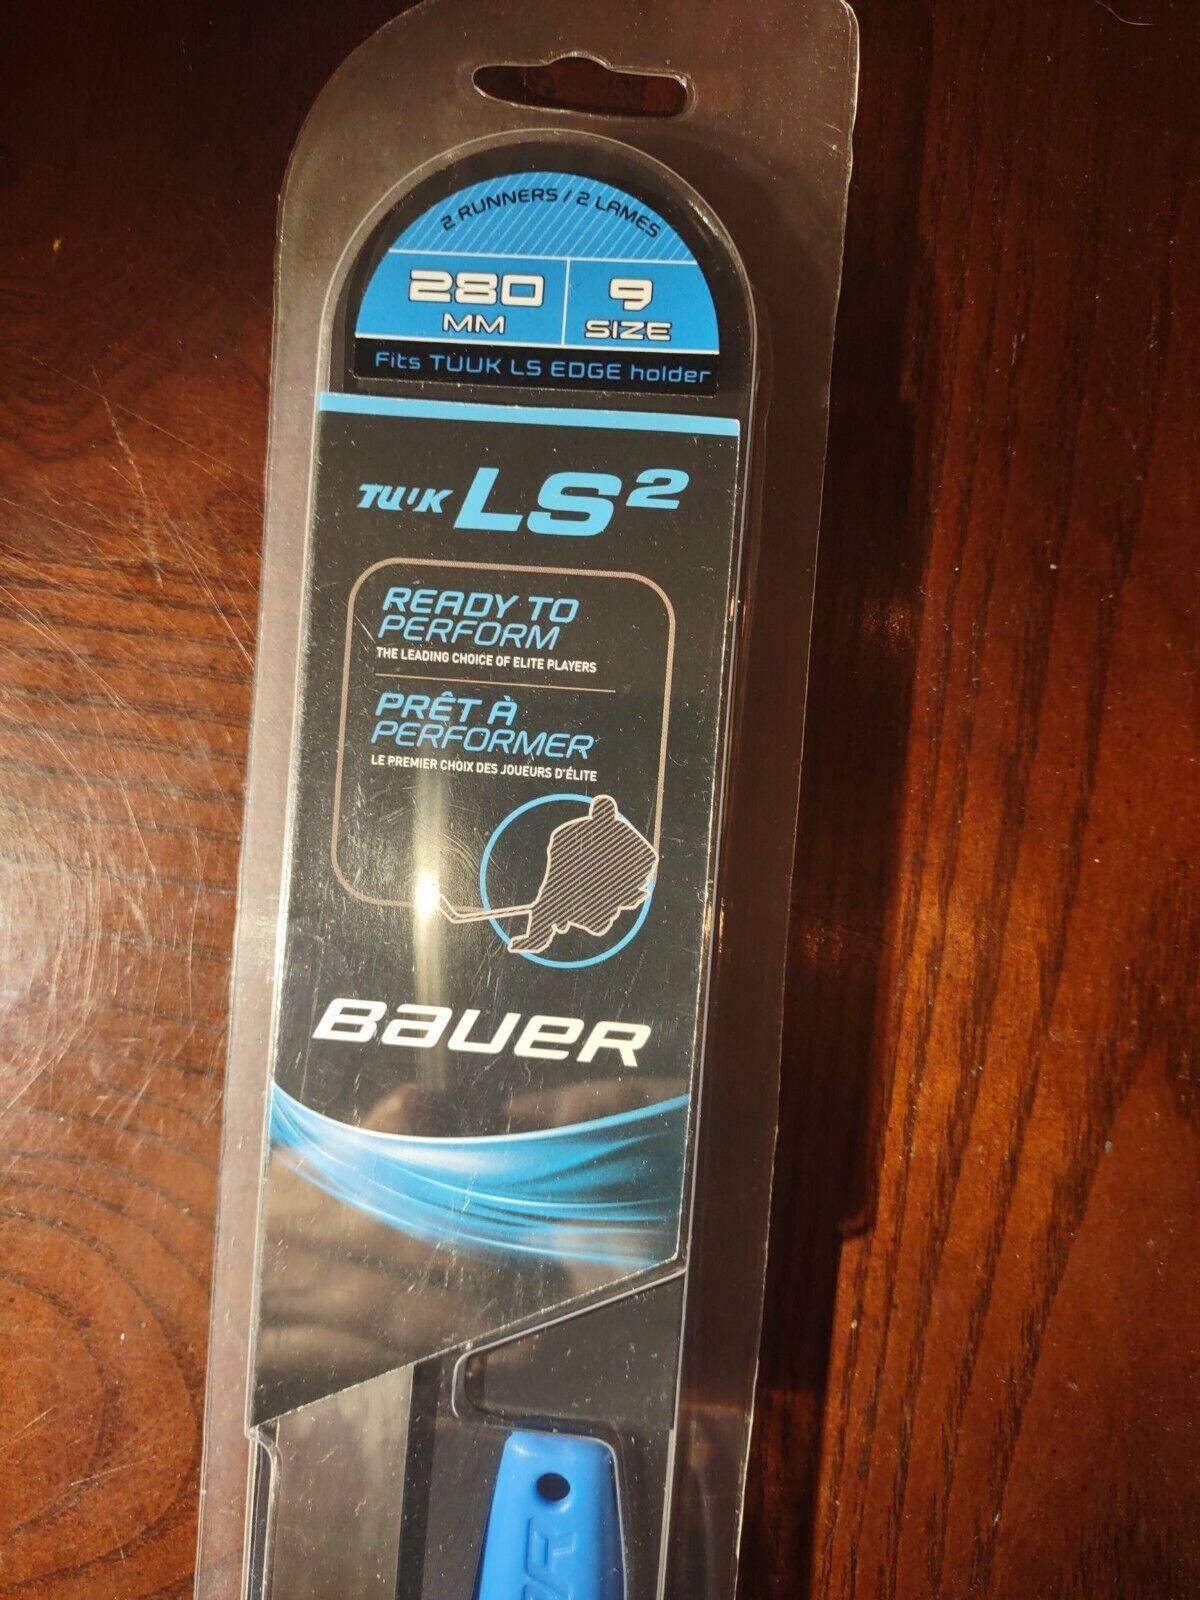 2 RUNNERS / 2 LAMES
280 9
MM SIZE
Fits TUUK LS EDGE holder
TUUK LS²
READY TO
PERFORM
THE LEADING CHOICE OF ELITE PLAYERS
PRÊT À
PERFORMER
LE PREMIER CHOIX DES JOUEURS D'ÉLITE
BAUER